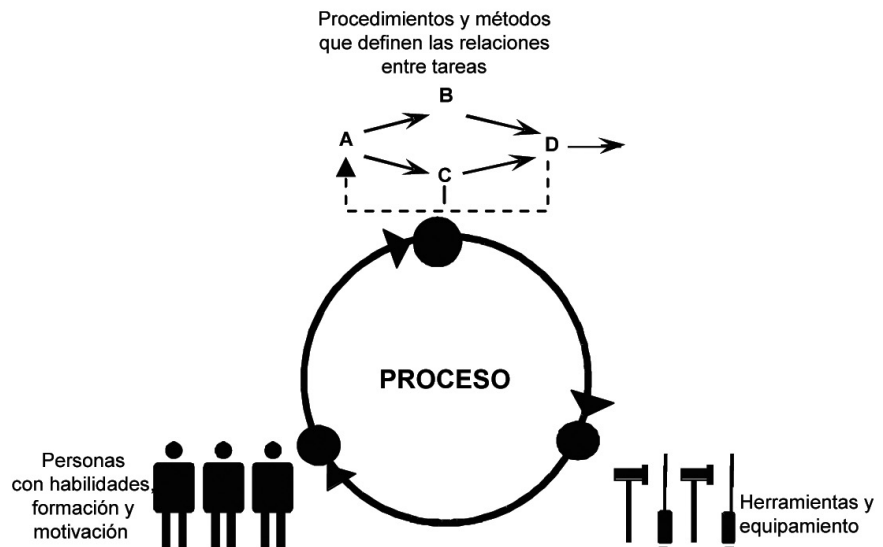 Procedimientos y métodos
que definen las relaciones
entre tareas
B
A
D
C
PROCESO
Personas
con habilidades,
formación y
motivación
Herramientas y
equipamiento